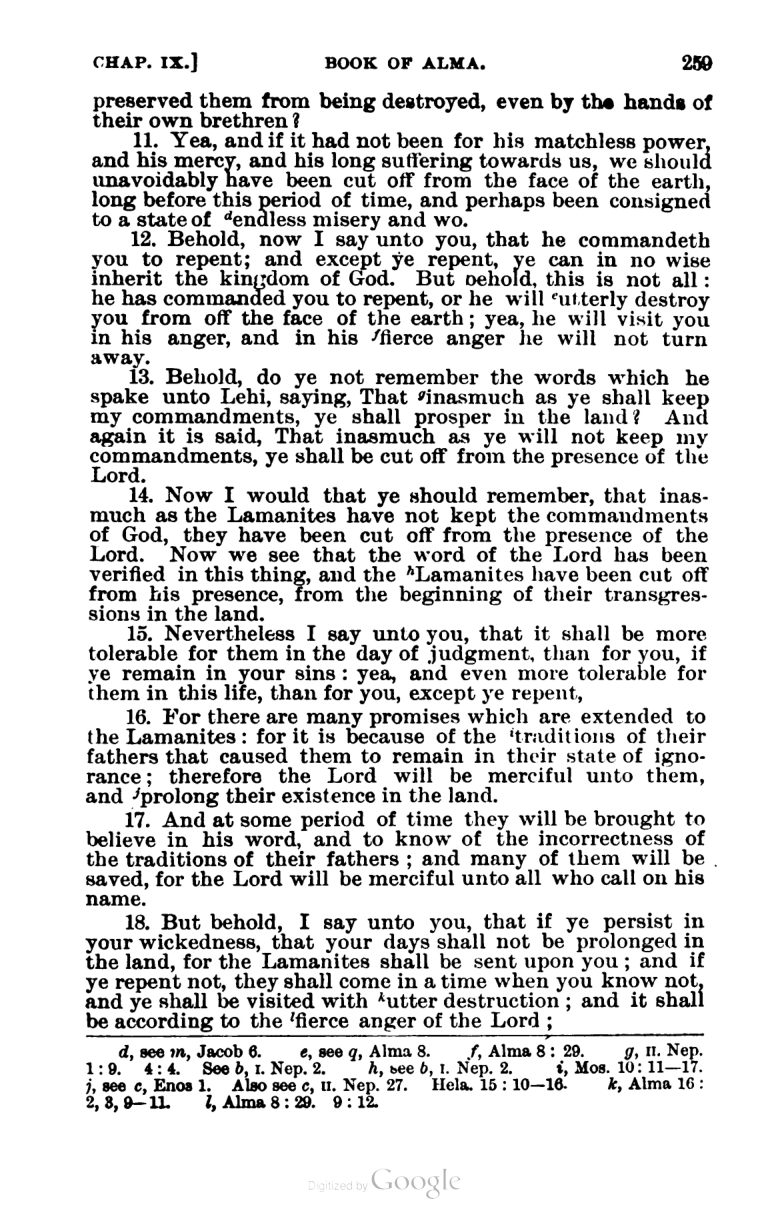 CHAP. IX.] BOOK OF ALMA. 259
preserved them from being destroyed, even by the hands of
their own brethren?
11. Yea, and if it had not been for his matchless power,
and his mercy, and his long suffering towards us, we should
unavoidably have been cut off from the face of the earth,
long before this period of time, and perhaps been consigned
to a state of ᵈendless misery and wo.
12. Behold, now I say unto you, that he commandeth
you to repent; and except ye repent, ye can in no wise
inherit the kingdom of God. But behold, this is not all:
he has commanded you to repent, or he will ᵉutterly destroy
you from off the face of the earth; yea, he will visit you
in his anger, and in his ᶠfierce anger he will not turn
away.
13. Behold, do ye not remember the words which he
spake unto Lehi, saying, That ᵍinasmuch as ye shall keep
my commandments, ye shall prosper in the land? And
again it is said, That inasmuch as ye will not keep my
commandments, ye shall be cut off from the presence of the
Lord.
14. Now I would that ye should remember, that inas-
much as the Lamanites have not kept the commandments
of God, they have been cut off from the presence of the
Lord. Now we see that the word of the Lord has been
verified in this thing, and the ʰLamanites have been cut off
from his presence, from the beginning of their transgres-
sions in the land.
15. Nevertheless I say unto you, that it shall be more
tolerable for them in the day of judgment, than for you, if
ye remain in your sins: yea, and even more tolerable for
them in this life, than for you, except ye repent,
16. For there are many promises which are extended to
the Lamanites: for it is because of the ⁱtraditions of their
fathers that caused them to remain in their state of igno-
rance; therefore the Lord will be merciful unto them,
and ʲprolong their existence in the land.
17. And at some period of time they will be brought to
believe in his word, and to know of the incorrectness of
the traditions of their fathers; and many of them will be
saved, for the Lord will be merciful unto all who call on his
name.
18. But behold, I say unto you, that if ye persist in
your wickedness, that your days shall not be prolonged in
the land, for the Lamanites shall be sent upon you; and if
ye repent not, they shall come in a time when you know not,
and ye shall be visited with ᵏutter destruction; and it shall
be according to the ˡfierce anger of the Lord;
d, see m, Jacob 6. e, see q, Alma 8. f, Alma 8: 29. g, II. Nep.
1: 9. 4: 4. See b, I. Nep. 2. h, see b, I. Nep. 2. i, Mos. 10: 11—17.
j, see c, Enos 1. Also see c, II. Nep. 27. Hela. 15: 10—16. k, Alma 16:
2, 3, 9—11. l, Alma 8: 29. 9: 12.
Digitized by Google